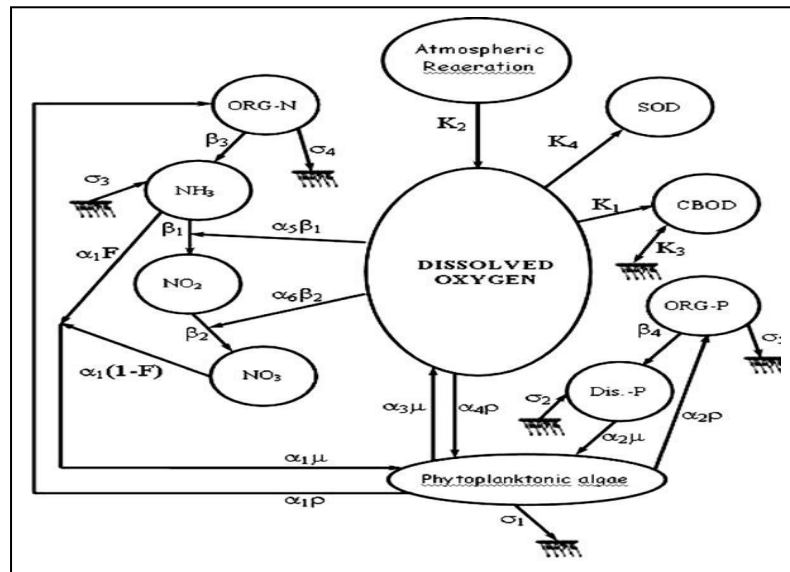 Atmospheric
Reaeration
K₂
ORG-N
SOD
β₃
σ₄
K₄
σ₃
NH₃
K₁
CBOD
β₁
α₅β₁
α₁F
K₃
DISSOLVED
OXYGEN
NO₂
α₆β₂
ORG-P
β₂
β₄
α₁(1-F)
NO₃
σ₂
Dis.-P
α₃μ
α₄ρ
α₂ρ
α₂μ
α₁μ
Phytoplanktonic algae
α₁ρ
σ₁